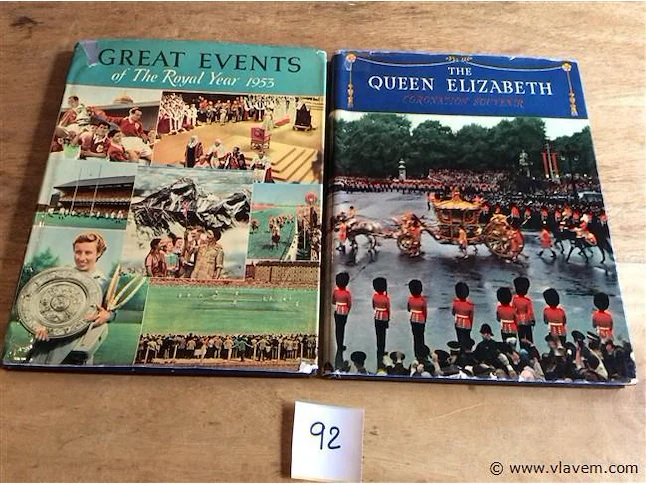 GREAT EVENTS
of The Royal Year 1953
THE
QUEEN ELIZABETH
CORONATION SOUVENIR
92
© www.vlavem.com